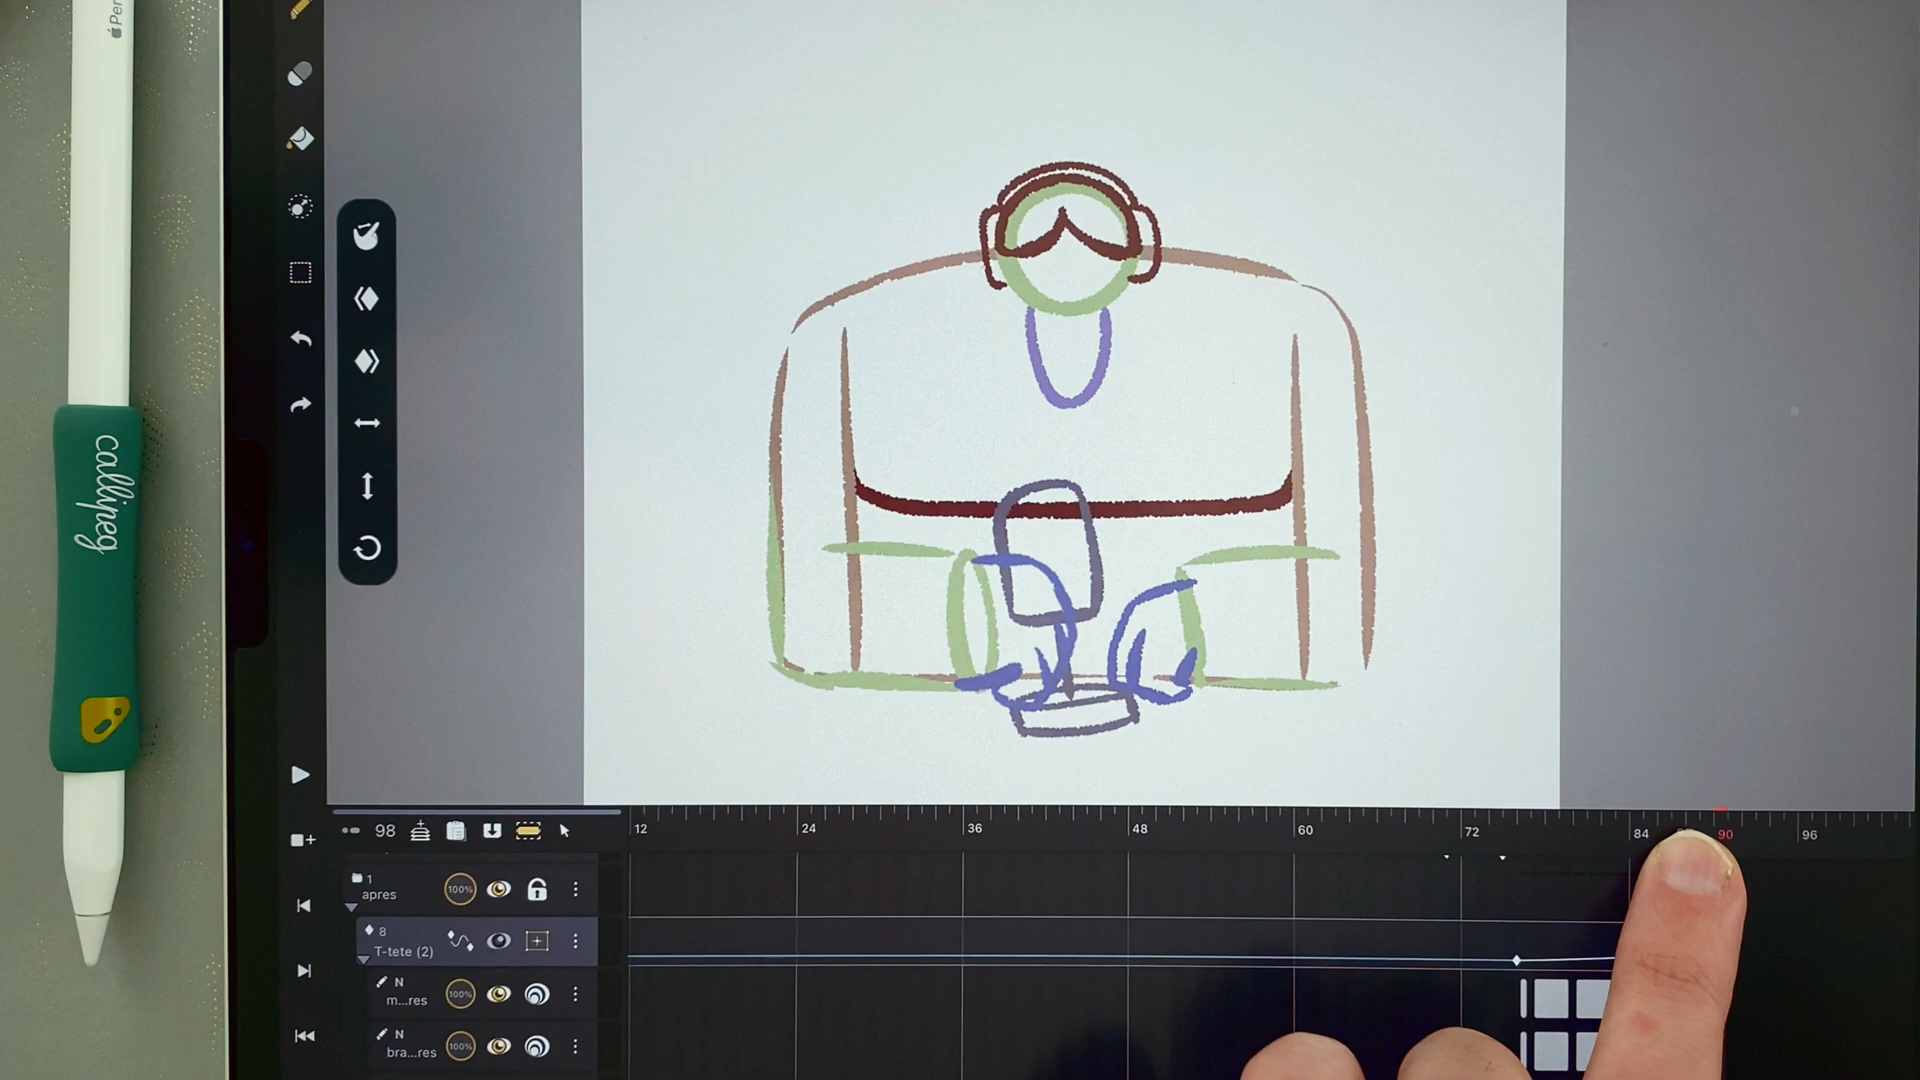 Pen
callipeg
98
12
24
36
48
60
72
84
90
96
1
apres
100%
8
T-tete (2)
N
m...res
100%
N
bra...res
100%